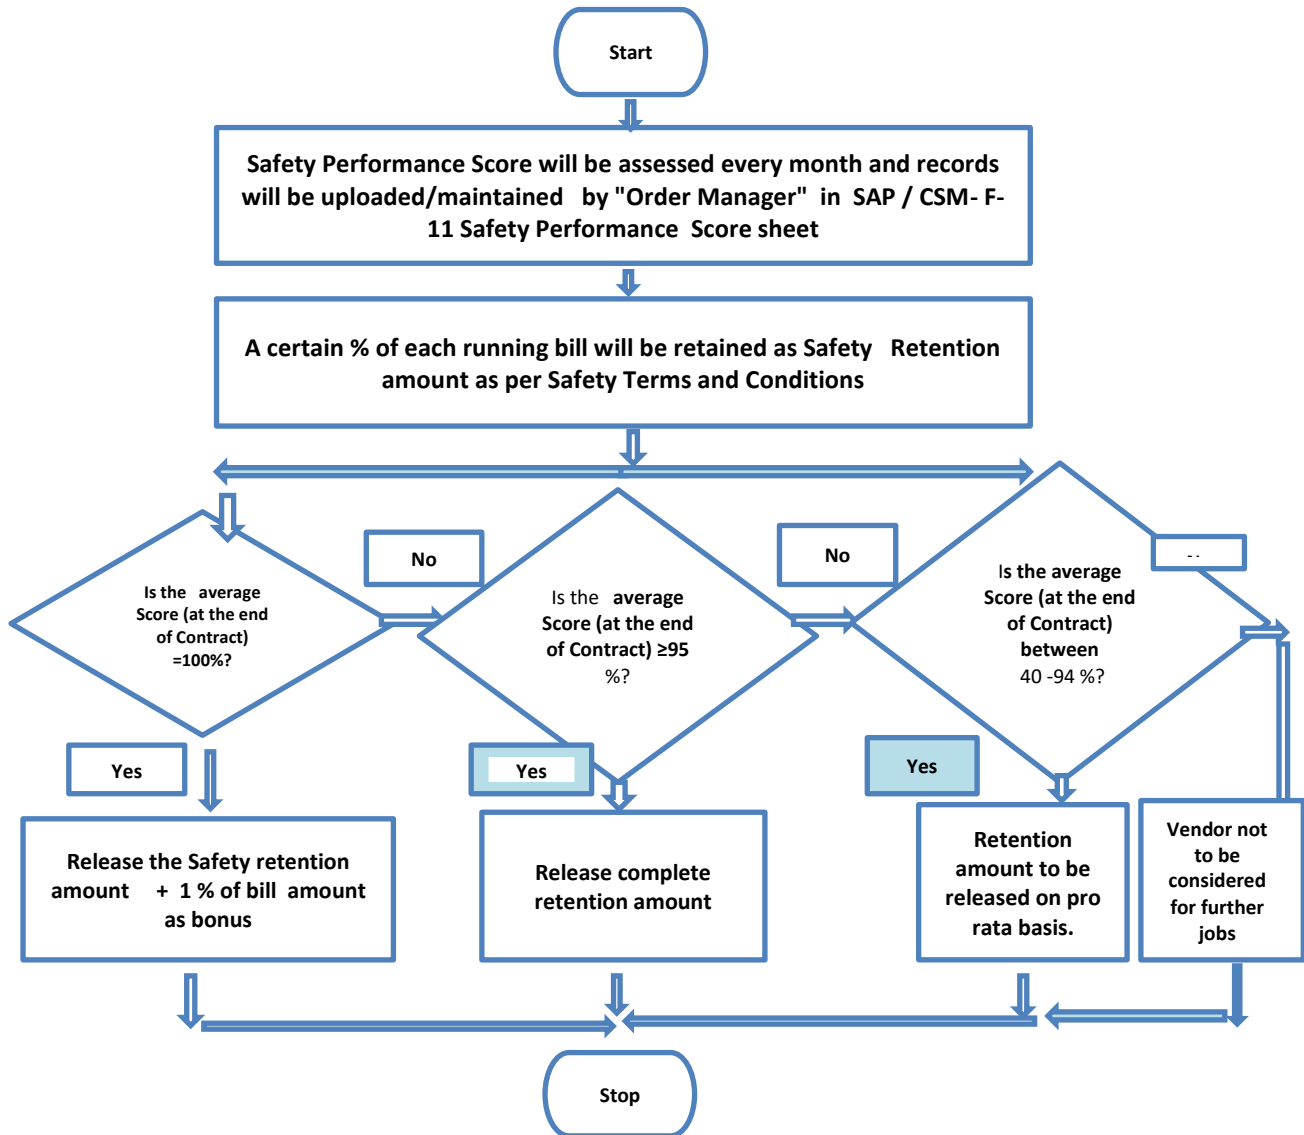 Start
Safety Performance Score will be assessed every month and records
will be uploaded/maintained by "Order Manager" in SAP / CSM- F-
11 Safety Performance Score sheet
A certain % of each running bill will be retained as Safety Retention
amount as per Safety Terms and Conditions
Is the average
Score (at the end
of Contract)
=100%?
No
Is the average
Score (at the end
of Contract) ≥95
%?
No
Is the average
Score (at the end
of Contract)
between
40 -94 %?
Yes
Yes
Yes
Release the Safety retention
amount + 1 % of bill amount
as bonus
Release complete
retention amount
Retention
amount to be
released on pro
rata basis.
Vendor not
to be
considered
for further
jobs
Stop